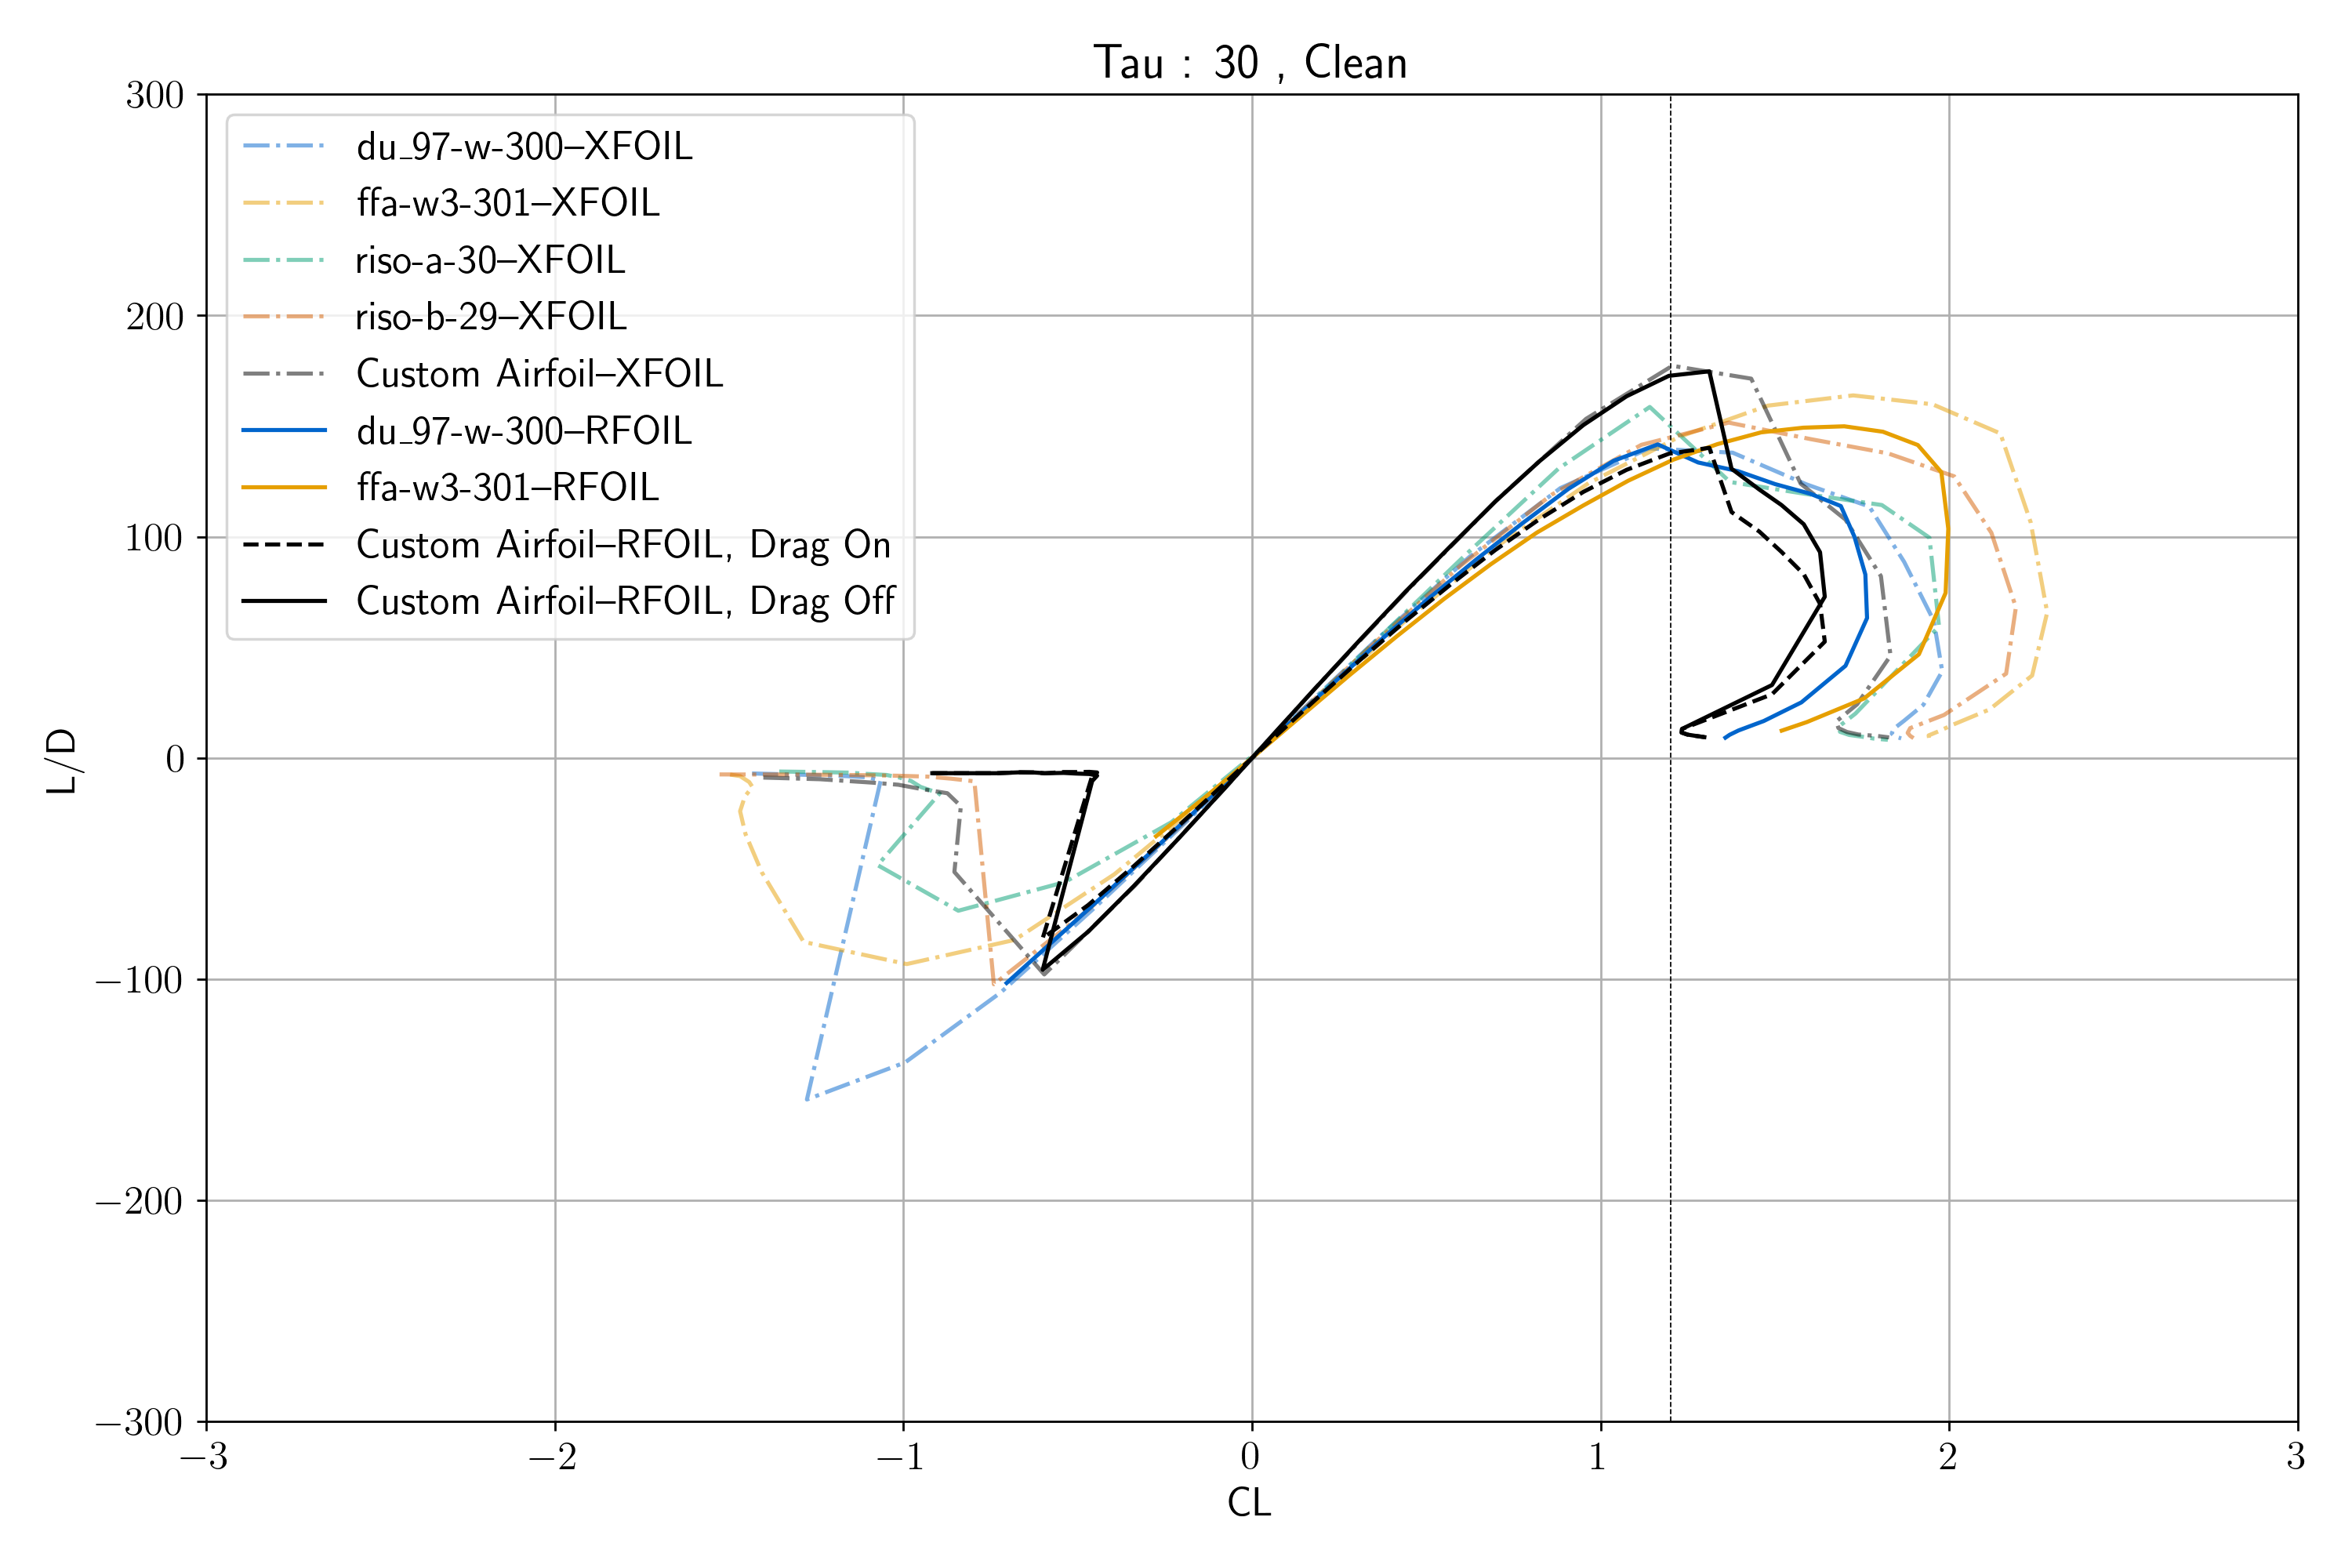 Tau : 30 , Clean
300
200
100
0
−100
−200
−300
L/D
du_97-w-300–XFOIL
ffa-w3-301–XFOIL
riso-a-30–XFOIL
riso-b-29–XFOIL
Custom Airfoil–XFOIL
du_97-w-300–RFOIL
ffa-w3-301–RFOIL
Custom Airfoil–RFOIL, Drag On
Custom Airfoil–RFOIL, Drag Off
−3 −2 −1 0 1 2 3
CL